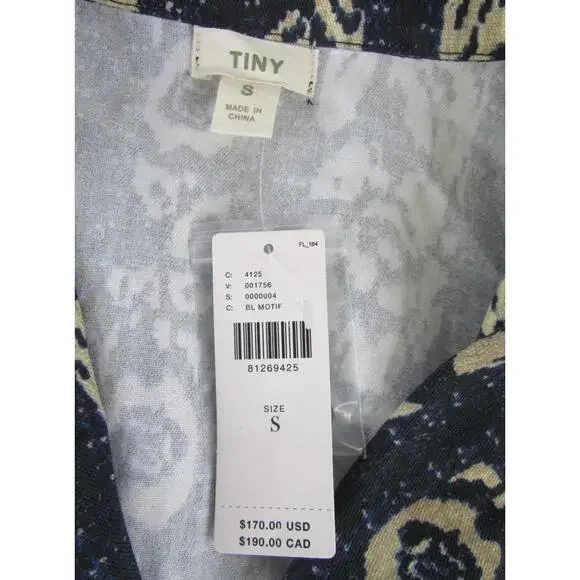 TINY
S
MADE IN
CHINA
FL_184
C: 4125
V: 001756
S: 0000004
C: BL MOTIF
81269425
SIZE
S
$170.00 USD
$190.00 CAD